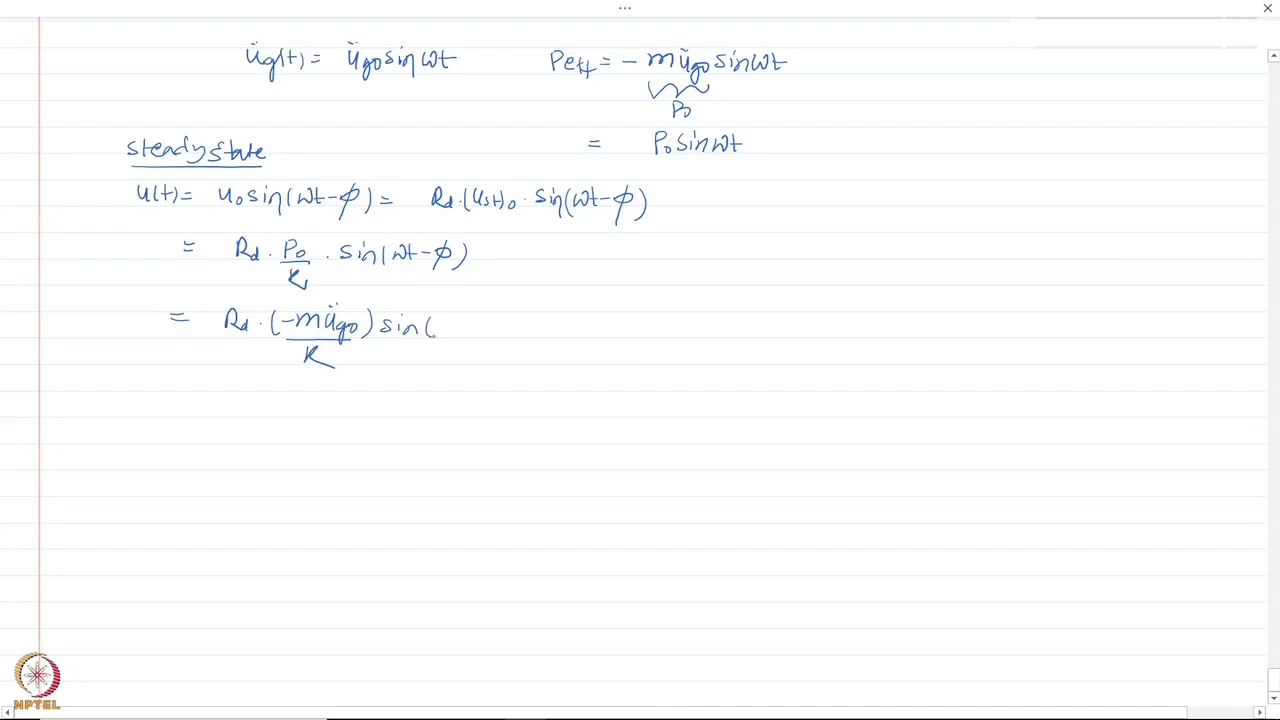 üg(t) = üg0 sin ωt    Peff = - m üg0 sin ωt
P0
= P0 sin ωt
steady state
u(t) = u0 sin(ωt - φ) = Rd · (ust)0 · sin(ωt - φ)
= Rd · P0/K · sin(ωt - φ)
= Rd · (-m üg0)/K sin(
NPTEL